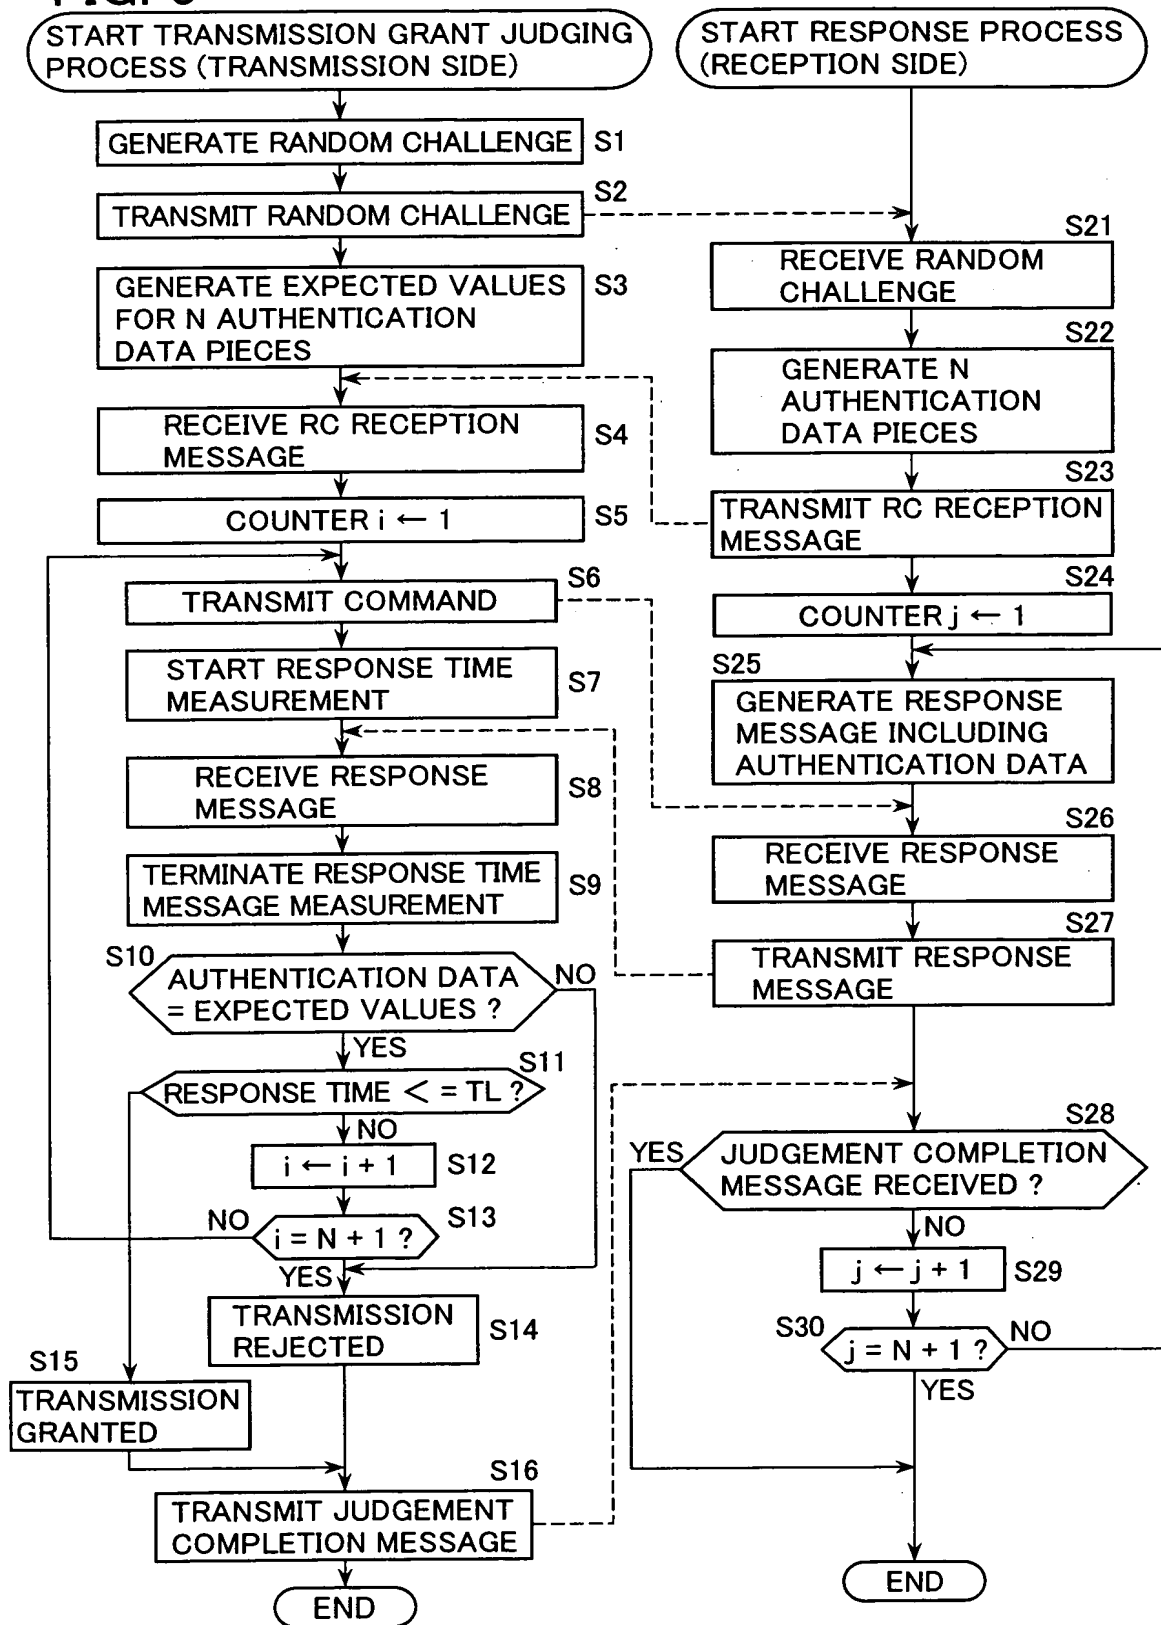 START TRANSMISSION GRANT JUDGING
PROCESS (TRANSMISSION SIDE)
GENERATE RANDOM CHALLENGE
S1
TRANSMIT RANDOM CHALLENGE
S2
GENERATE EXPECTED VALUES
FOR N AUTHENTICATION
DATA PIECES
S3
RECEIVE RC RECEPTION
MESSAGE
S4
COUNTER i ← 1
S5
TRANSMIT COMMAND
S6
START RESPONSE TIME
MEASUREMENT
S7
RECEIVE RESPONSE
MESSAGE
S8
TERMINATE RESPONSE TIME
MESSAGE MEASUREMENT
S9
S10
AUTHENTICATION DATA
= EXPECTED VALUES ?
NO
YES
S11
RESPONSE TIME < = TL ?
NO
i ← i + 1
S12
NO
i = N + 1 ?
S13
YES
TRANSMISSION
REJECTED
S14
S15
TRANSMISSION
GRANTED
S16
TRANSMIT JUDGEMENT
COMPLETION MESSAGE
END
START RESPONSE PROCESS
(RECEPTION SIDE)
S21
RECEIVE RANDOM
CHALLENGE
S22
GENERATE N
AUTHENTICATION
DATA PIECES
S23
TRANSMIT RC RECEPTION
MESSAGE
S24
COUNTER j ← 1
S25
GENERATE RESPONSE
MESSAGE INCLUDING
AUTHENTICATION DATA
S26
RECEIVE RESPONSE
MESSAGE
S27
TRANSMIT RESPONSE
MESSAGE
S28
YES
JUDGEMENT COMPLETION
MESSAGE RECEIVED ?
NO
j ← j + 1
S29
S30
j = N + 1 ?
NO
YES
END